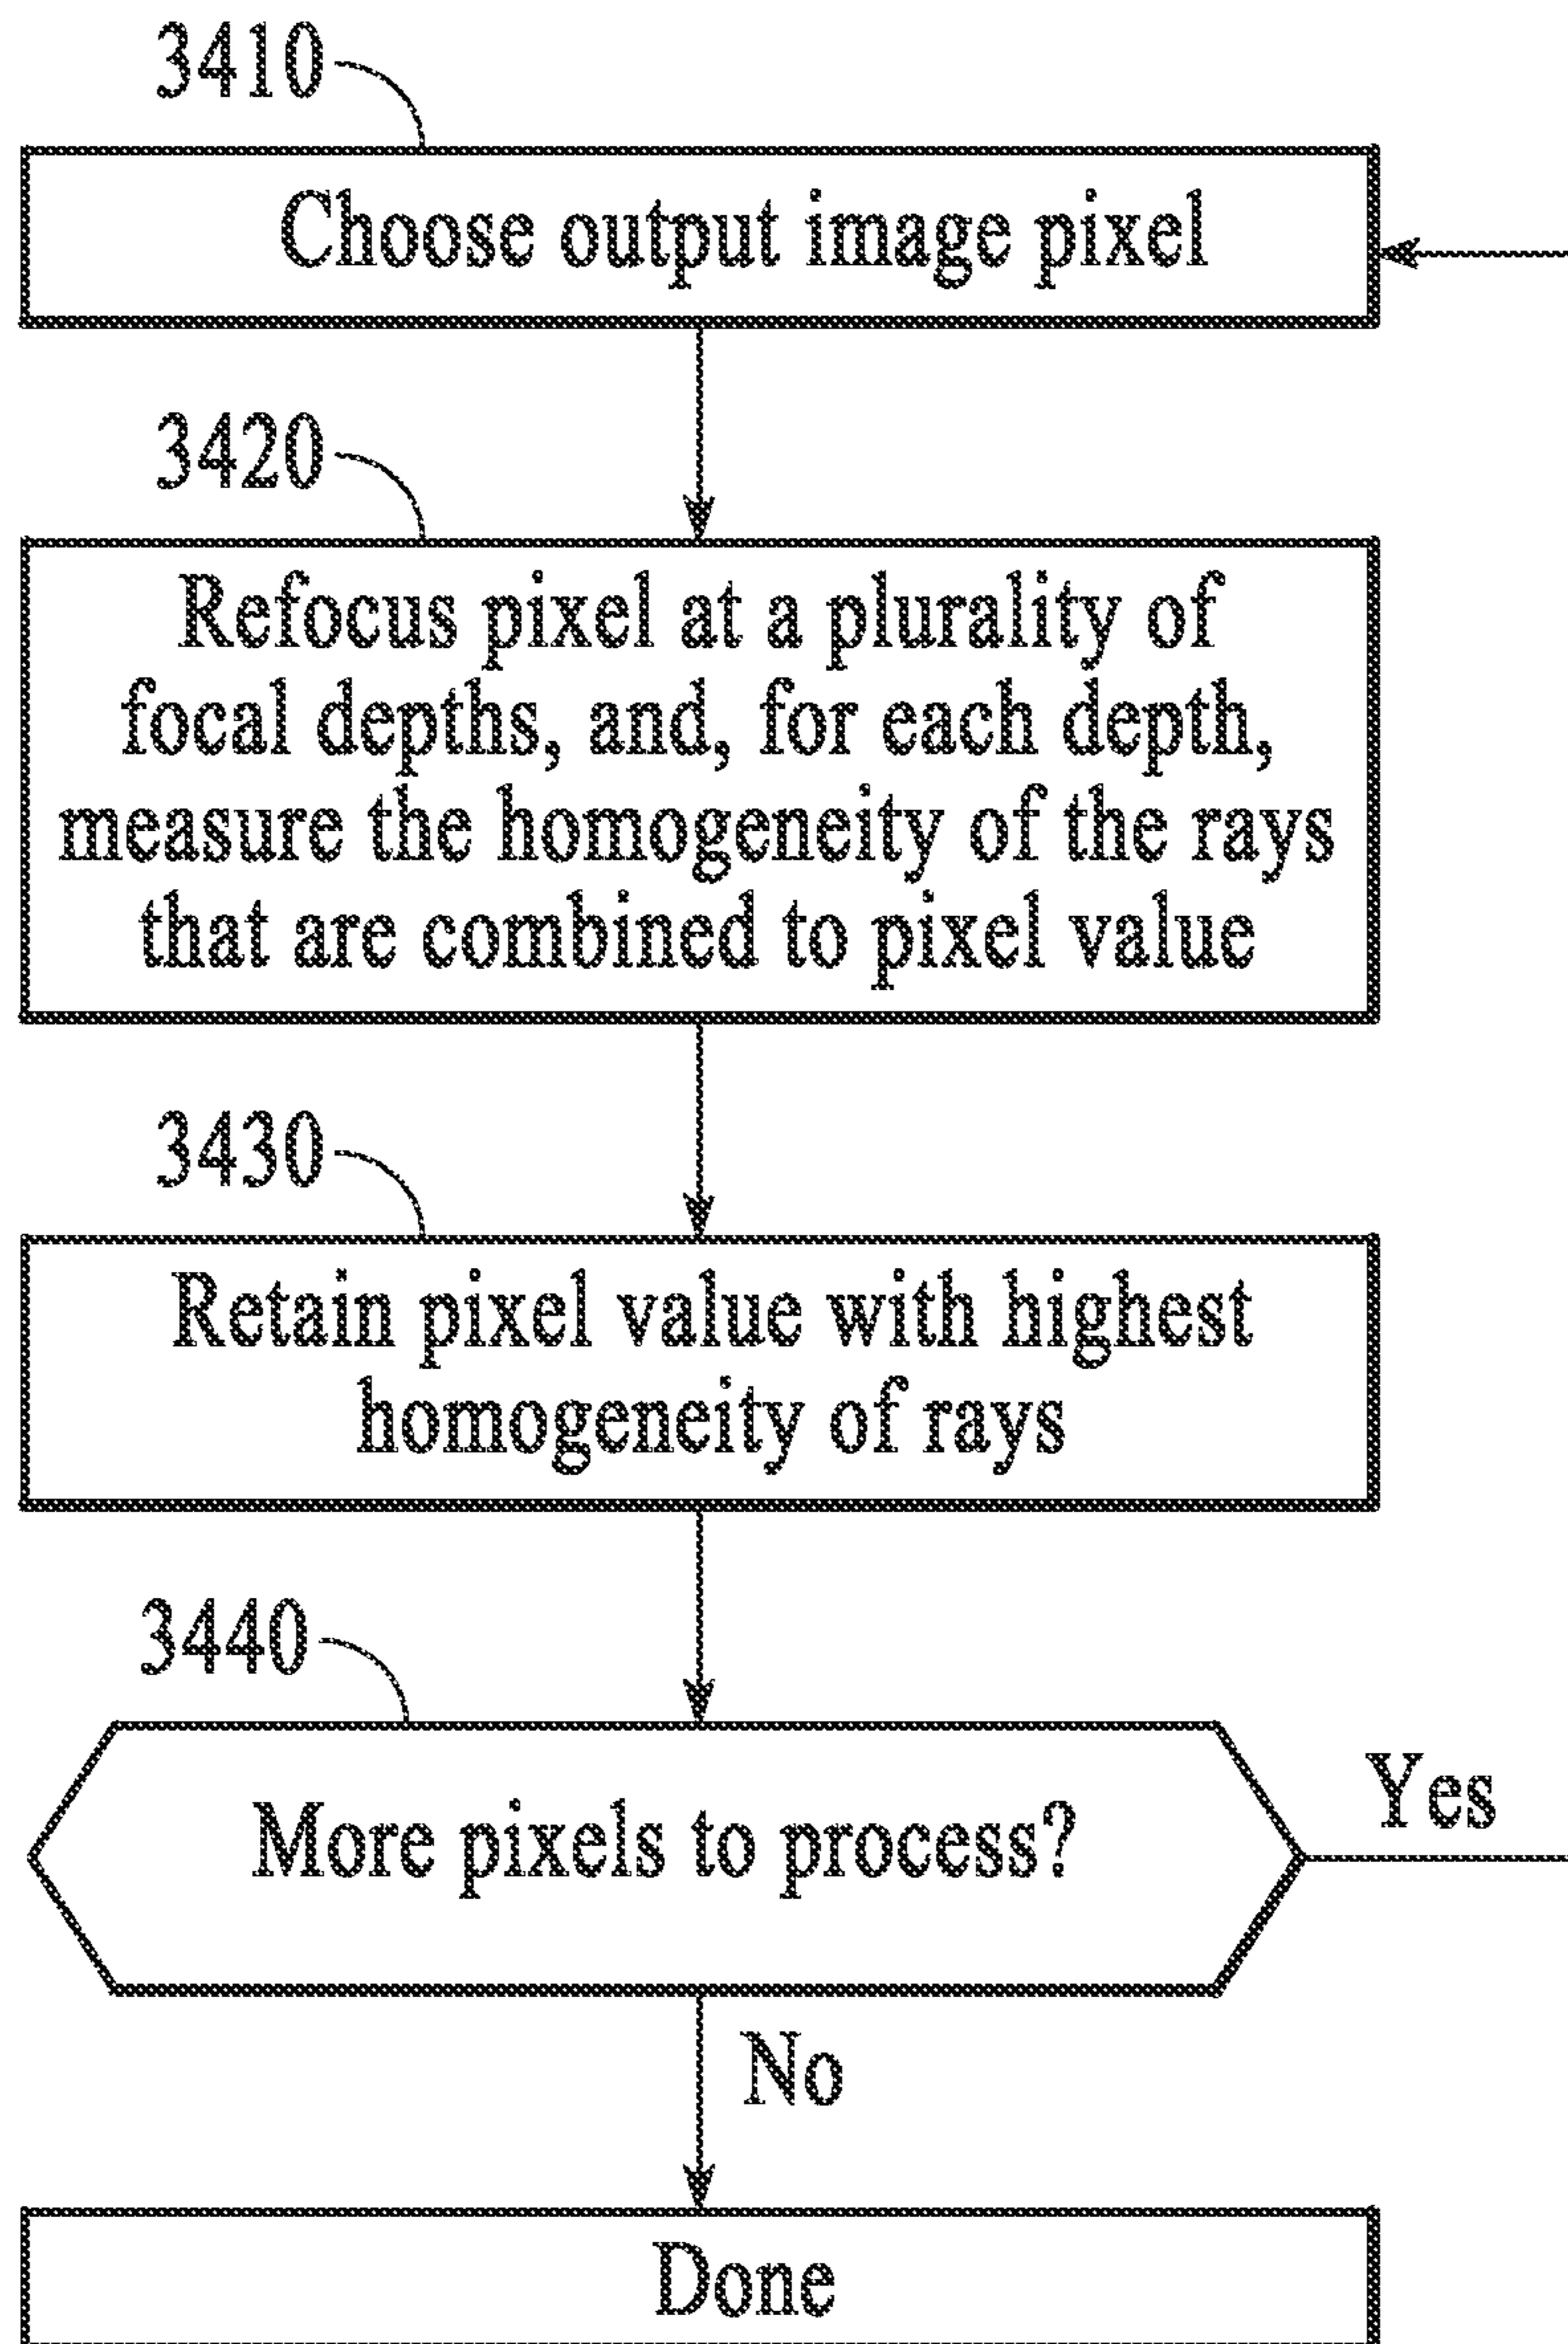 3410
Choose output image pixel
3420
Refocus pixel at a plurality of
focal depths, and, for each depth,
measure the homogeneity of the rays
that are combined to pixel value
3430
Retain pixel value with highest
homogeneity of rays
3440
More pixels to process?
Yes
No
Done